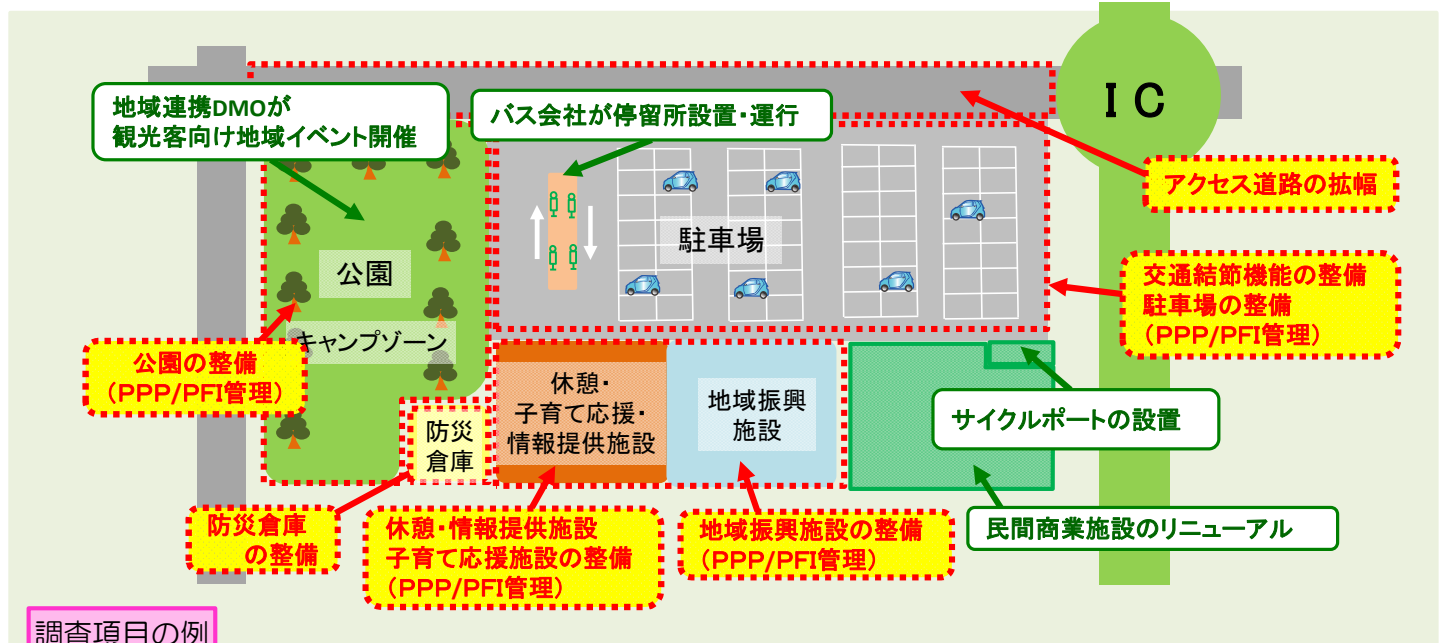 地域連携DMOが
観光客向け地域イベント開催
バス会社が停留所設置・運行
IC
アクセス道路の拡幅
駐車場
公園
キャンプゾーン
交通結節機能の整備
駐車場の整備
(PPP/PFI管理)
公園の整備
(PPP/PFI管理)
休憩・
子育て応援・
情報提供施設
地域振興
施設
サイクルポートの設置
防災
倉庫
防災倉庫
の整備
休憩・情報提供施設
子育て応援施設の整備
(PPP/PFI管理)
地域振興施設の整備
(PPP/PFI管理)
民間商業施設のリニューアル
調査項目の例